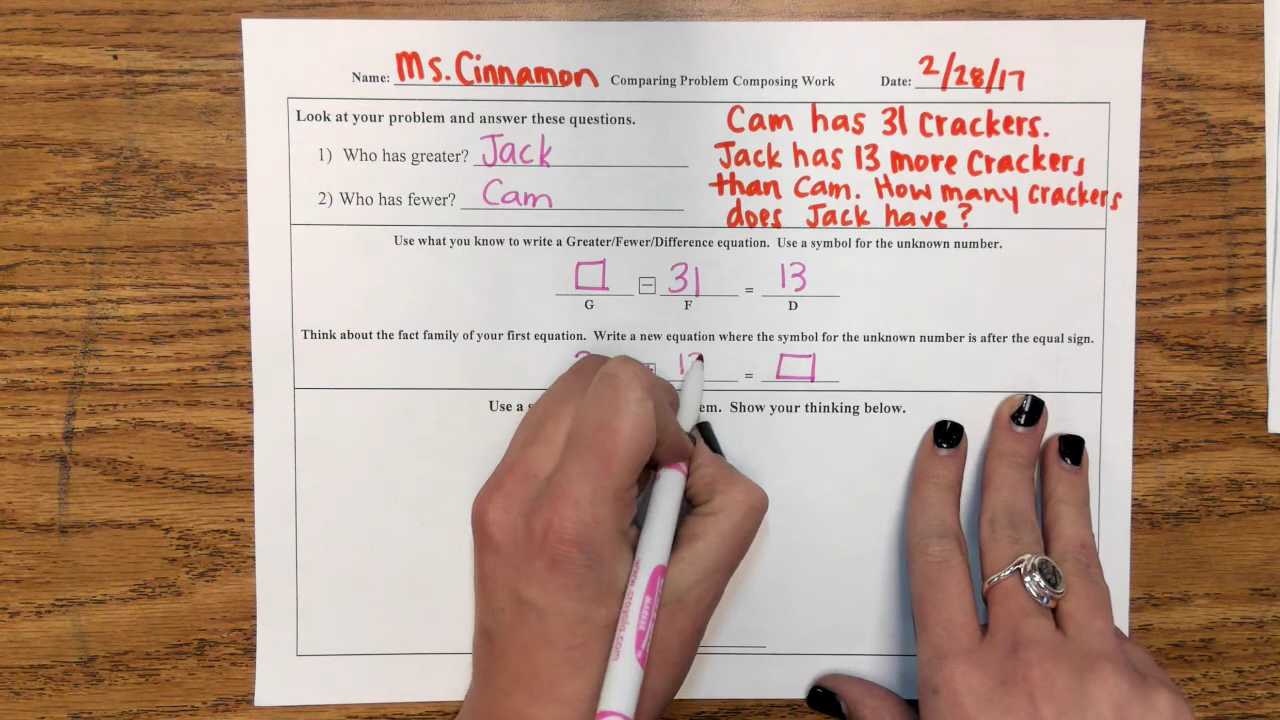 Name: Ms. Cinnamon Comparing Problem Composing Work Date: 2/28/17
Look at your problem and answer these questions.
1) Who has greater? Jack
2) Who has fewer? Cam
Cam has 31 crackers.
Jack has 13 more crackers
than Cam. How many crackers
does Jack have?
Use what you know to write a Greater/Fewer/Difference equation. Use a symbol for the unknown number.
□ − 31 = 13
G F D
Think about the fact family of your first equation. Write a new equation where the symbol for the unknown number is after the equal sign.
= □
Use a Show your thinking below.
www.crayola.com
MARKER